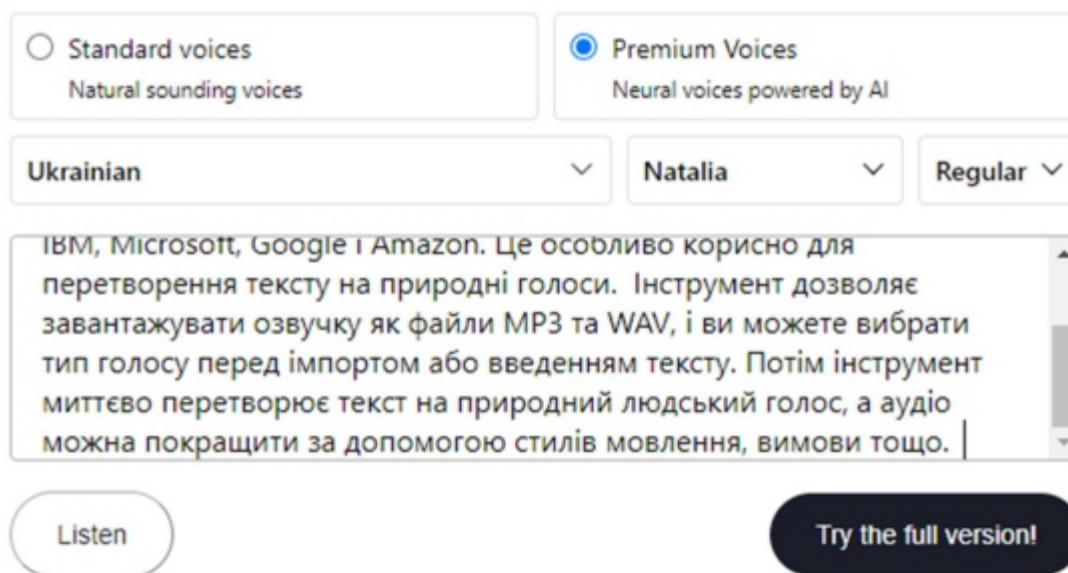 Standard voices
Natural sounding voices
Premium Voices
Neural voices powered by AI
Ukrainian
Natalia
Regular
IBM, Microsoft, Google і Amazon. Це особливо корисно для
перетворення тексту на природні голоси.  Інструмент дозволяє
завантажувати озвучку як файли MP3 та WAV, і ви можете вибрати
тип голосу перед імпортом або введенням тексту. Потім інструмент
миттєво перетворює текст на природний людський голос, а аудіо
можна покращити за допомогою стилів мовлення, вимови тощо.
Listen
Try the full version!